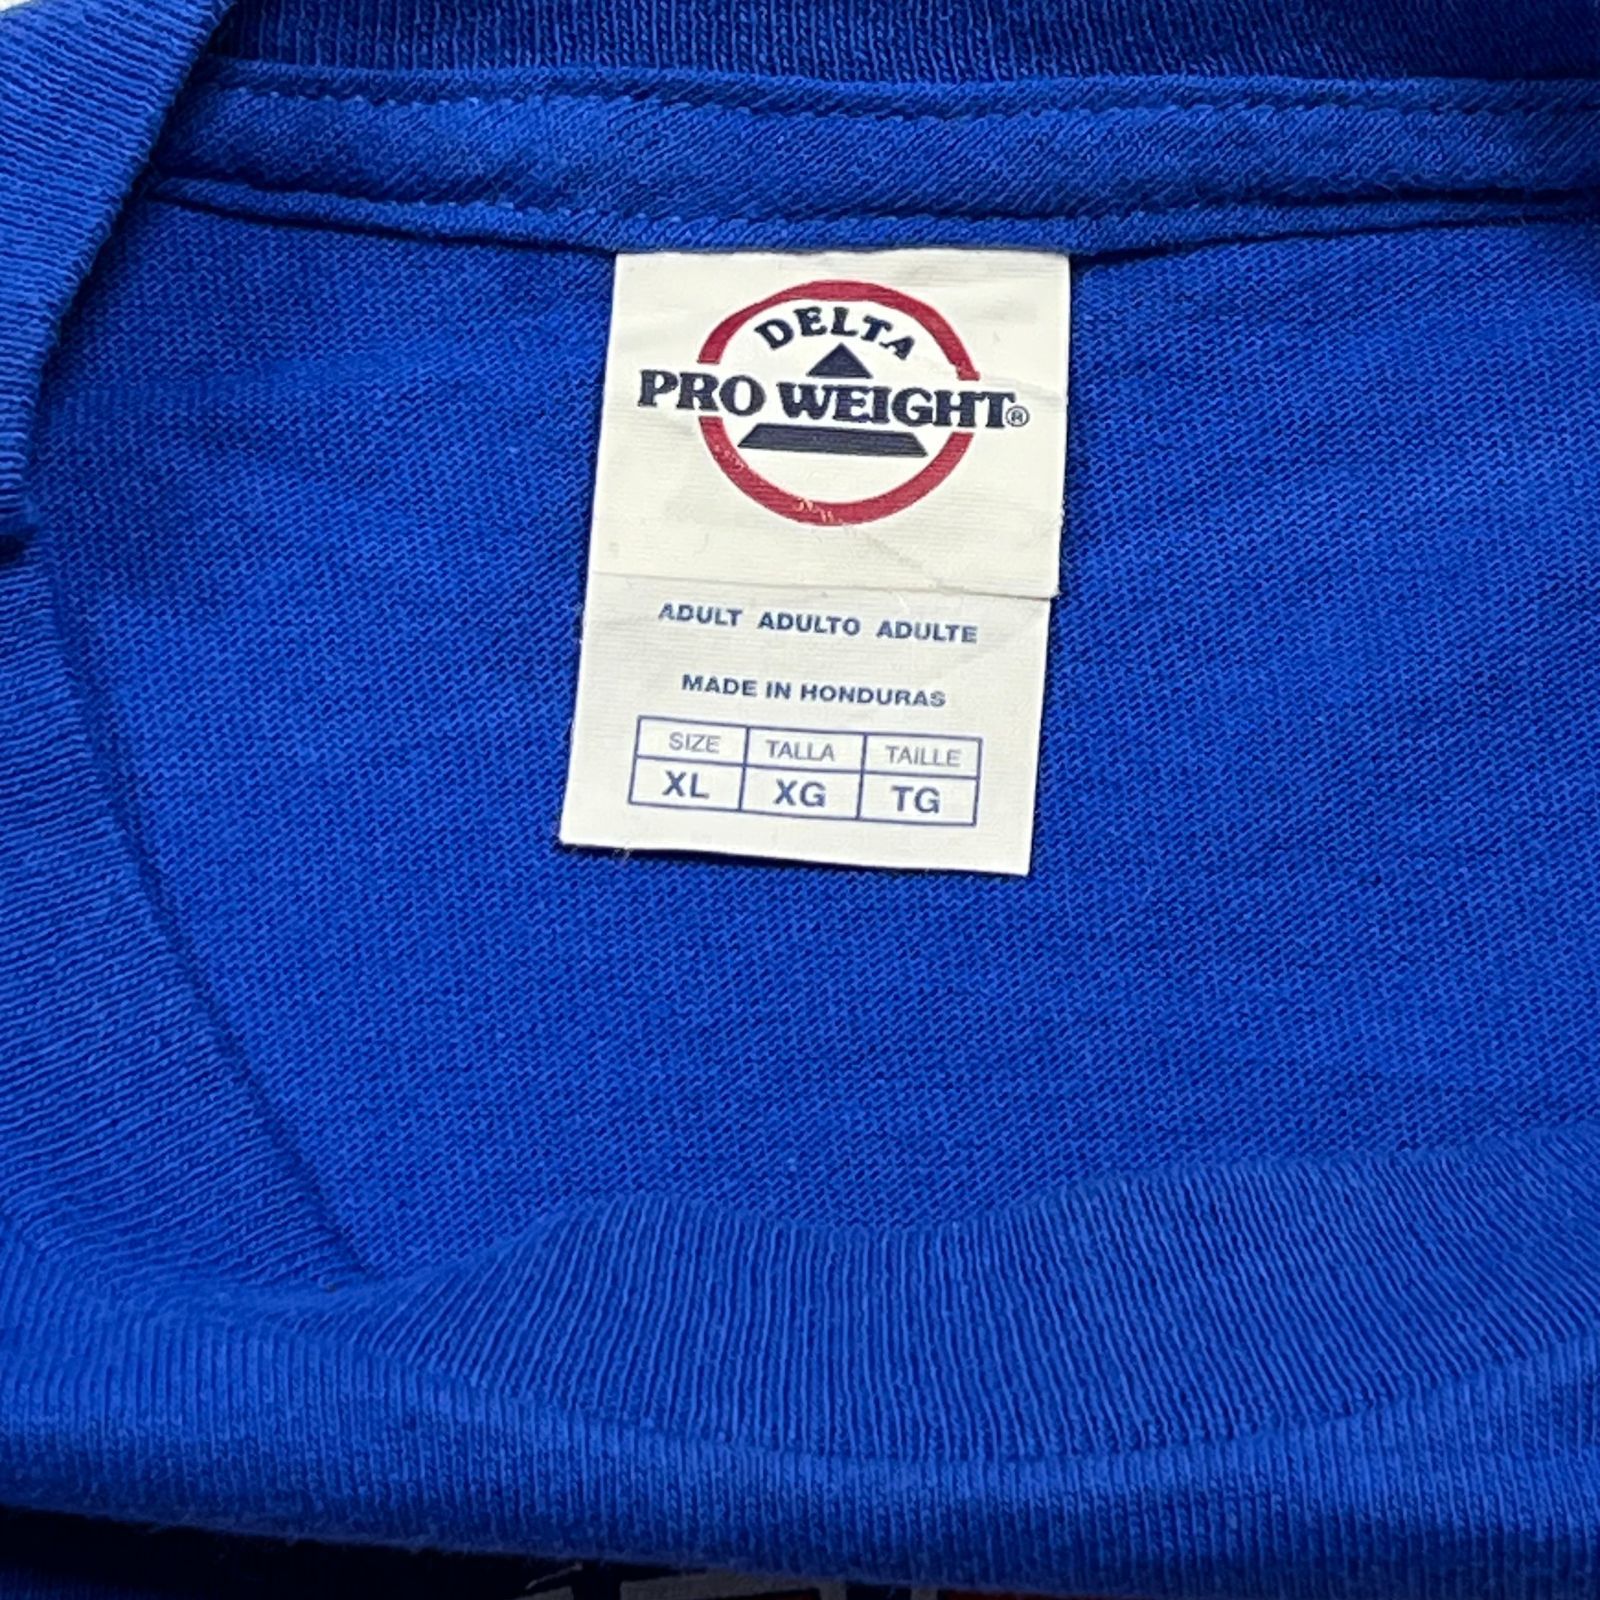 DELTA
PRO WEIGHT®
ADULT ADULTO ADULTE
MADE IN HONDURAS
SIZE TALLA TAILLE
XL XG TG